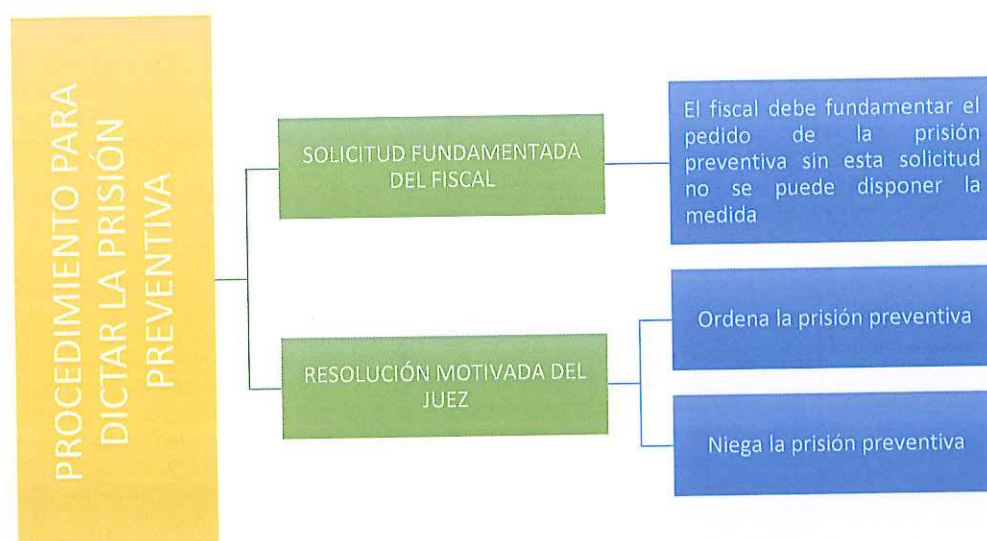 PROCEDIMIENTO PARA
DICTAR LA PRISIÓN
PREVENTIVA
SOLICITUD FUNDAMENTADA
DEL FISCAL
El fiscal debe fundamentar el
pedido de la prisión
preventiva sin esta solicitud
no se puede disponer la
medida
RESOLUCIÓN MOTIVADA DEL
JUEZ
Ordena la prisión preventiva
Niega la prisión preventiva